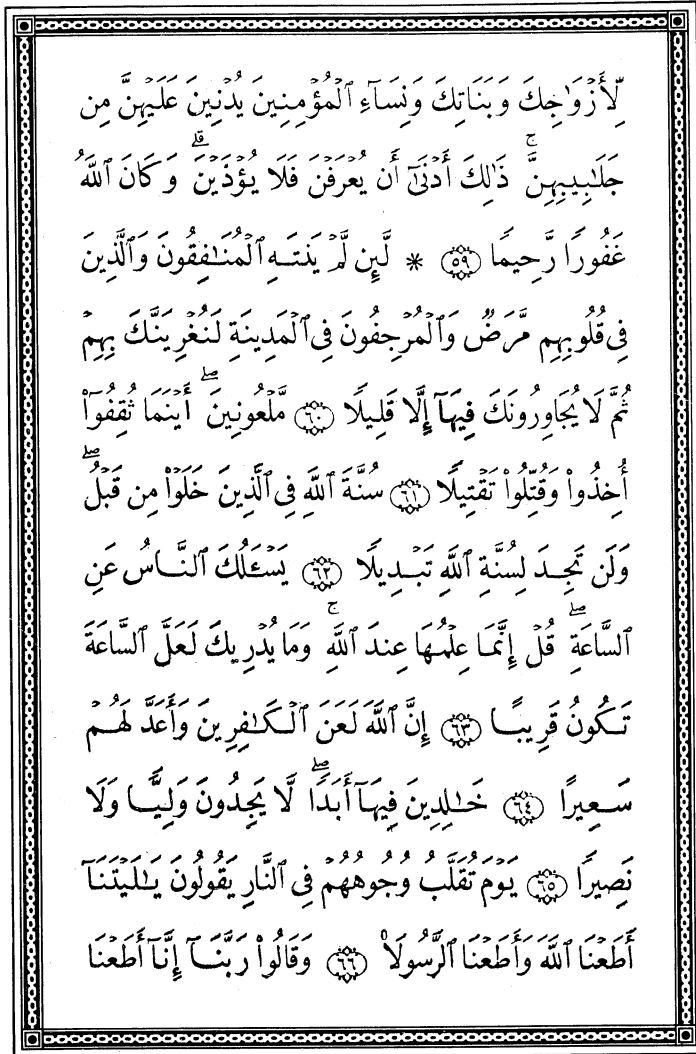 لِّأَزْوَٰجِكَ وَبَنَاتِكَ وَنِسَآءِ ٱلْمُؤْمِنِينَ يُدْنِينَ عَلَيْهِنَّ مِن
جَلَـٰبِيبِهِنَّ ۚ ذَٰلِكَ أَدْنَىٰٓ أَن يُعْرَفْنَ فَلَا يُؤْذَيْنَ ۗ وَكَانَ ٱللَّهُ
غَفُورًا رَّحِيمًا ﴿٥٩﴾ * لَّئِن لَّمْ يَنتَهِ ٱلْمُنَـٰفِقُونَ وَٱلَّذِينَ
فِى قُلُوبِهِم مَّرَضٌ وَٱلْمُرْجِفُونَ فِى ٱلْمَدِينَةِ لَنُغْرِيَنَّكَ بِهِمْ
ثُمَّ لَا يُجَاوِرُونَكَ فِيهَآ إِلَّا قَلِيلًا ﴿٦٠﴾ مَّلْعُونِينَ ۖ أَيْنَمَا ثُقِفُوٓا۟
أُخِذُوا۟ وَقُتِّلُوا۟ تَقْتِيلًا ﴿٦١﴾ سُنَّةَ ٱللَّهِ فِى ٱلَّذِينَ خَلَوْا۟ مِن قَبْلُ ۖ
وَلَن تَجِدَ لِسُنَّةِ ٱللَّهِ تَبْدِيلًا ﴿٦٢﴾ يَسْـَٔلُكَ ٱلنَّاسُ عَنِ
ٱلسَّاعَةِ ۖ قُلْ إِنَّمَا عِلْمُهَا عِندَ ٱللَّهِ ۚ وَمَا يُدْرِيكَ لَعَلَّ ٱلسَّاعَةَ
تَكُونُ قَرِيبًا ﴿٦٣﴾ إِنَّ ٱللَّهَ لَعَنَ ٱلْكَـٰفِرِينَ وَأَعَدَّ لَهُمْ
سَعِيرًا ﴿٦٤﴾ خَـٰلِدِينَ فِيهَآ أَبَدًا ۖ لَّا يَجِدُونَ وَلِيًّا وَلَا
نَصِيرًا ﴿٦٥﴾ يَوْمَ تُقَلَّبُ وُجُوهُهُمْ فِى ٱلنَّارِ يَقُولُونَ يَـٰلَيْتَنَآ
أَطَعْنَا ٱللَّهَ وَأَطَعْنَا ٱلرَّسُولَا۠ ﴿٦٦﴾ وَقَالُوا۟ رَبَّنَآ إِنَّآ أَطَعْنَا